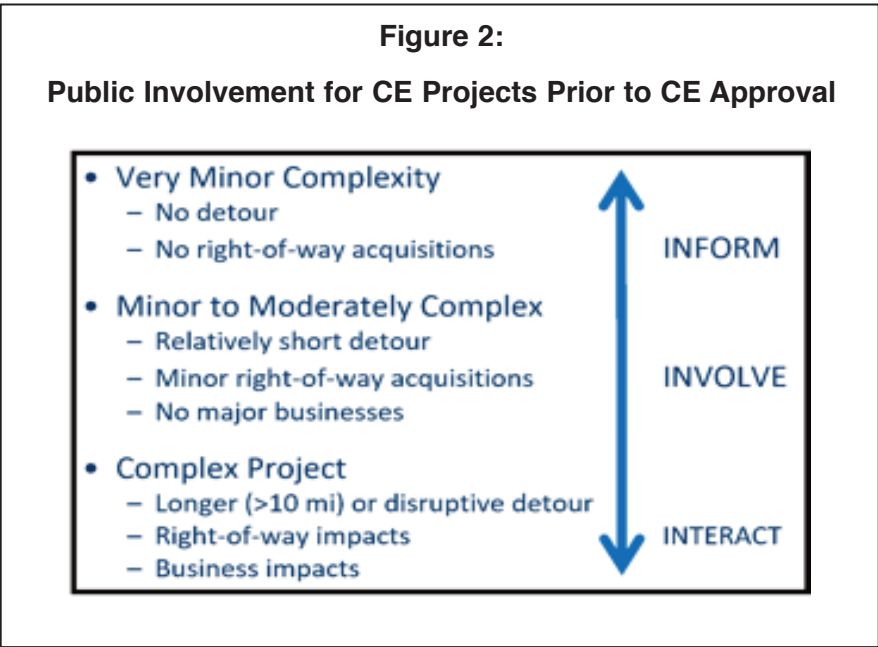 Figure 2:
Public Involvement for CE Projects Prior to CE Approval
• Very Minor Complexity
– No detour
– No right-of-way acquisitions
INFORM
• Minor to Moderately Complex
– Relatively short detour
– Minor right-of-way acquisitions
INVOLVE
– No major businesses
• Complex Project
– Longer (>10 mi) or disruptive detour
– Right-of-way impacts
INTERACT
– Business impacts